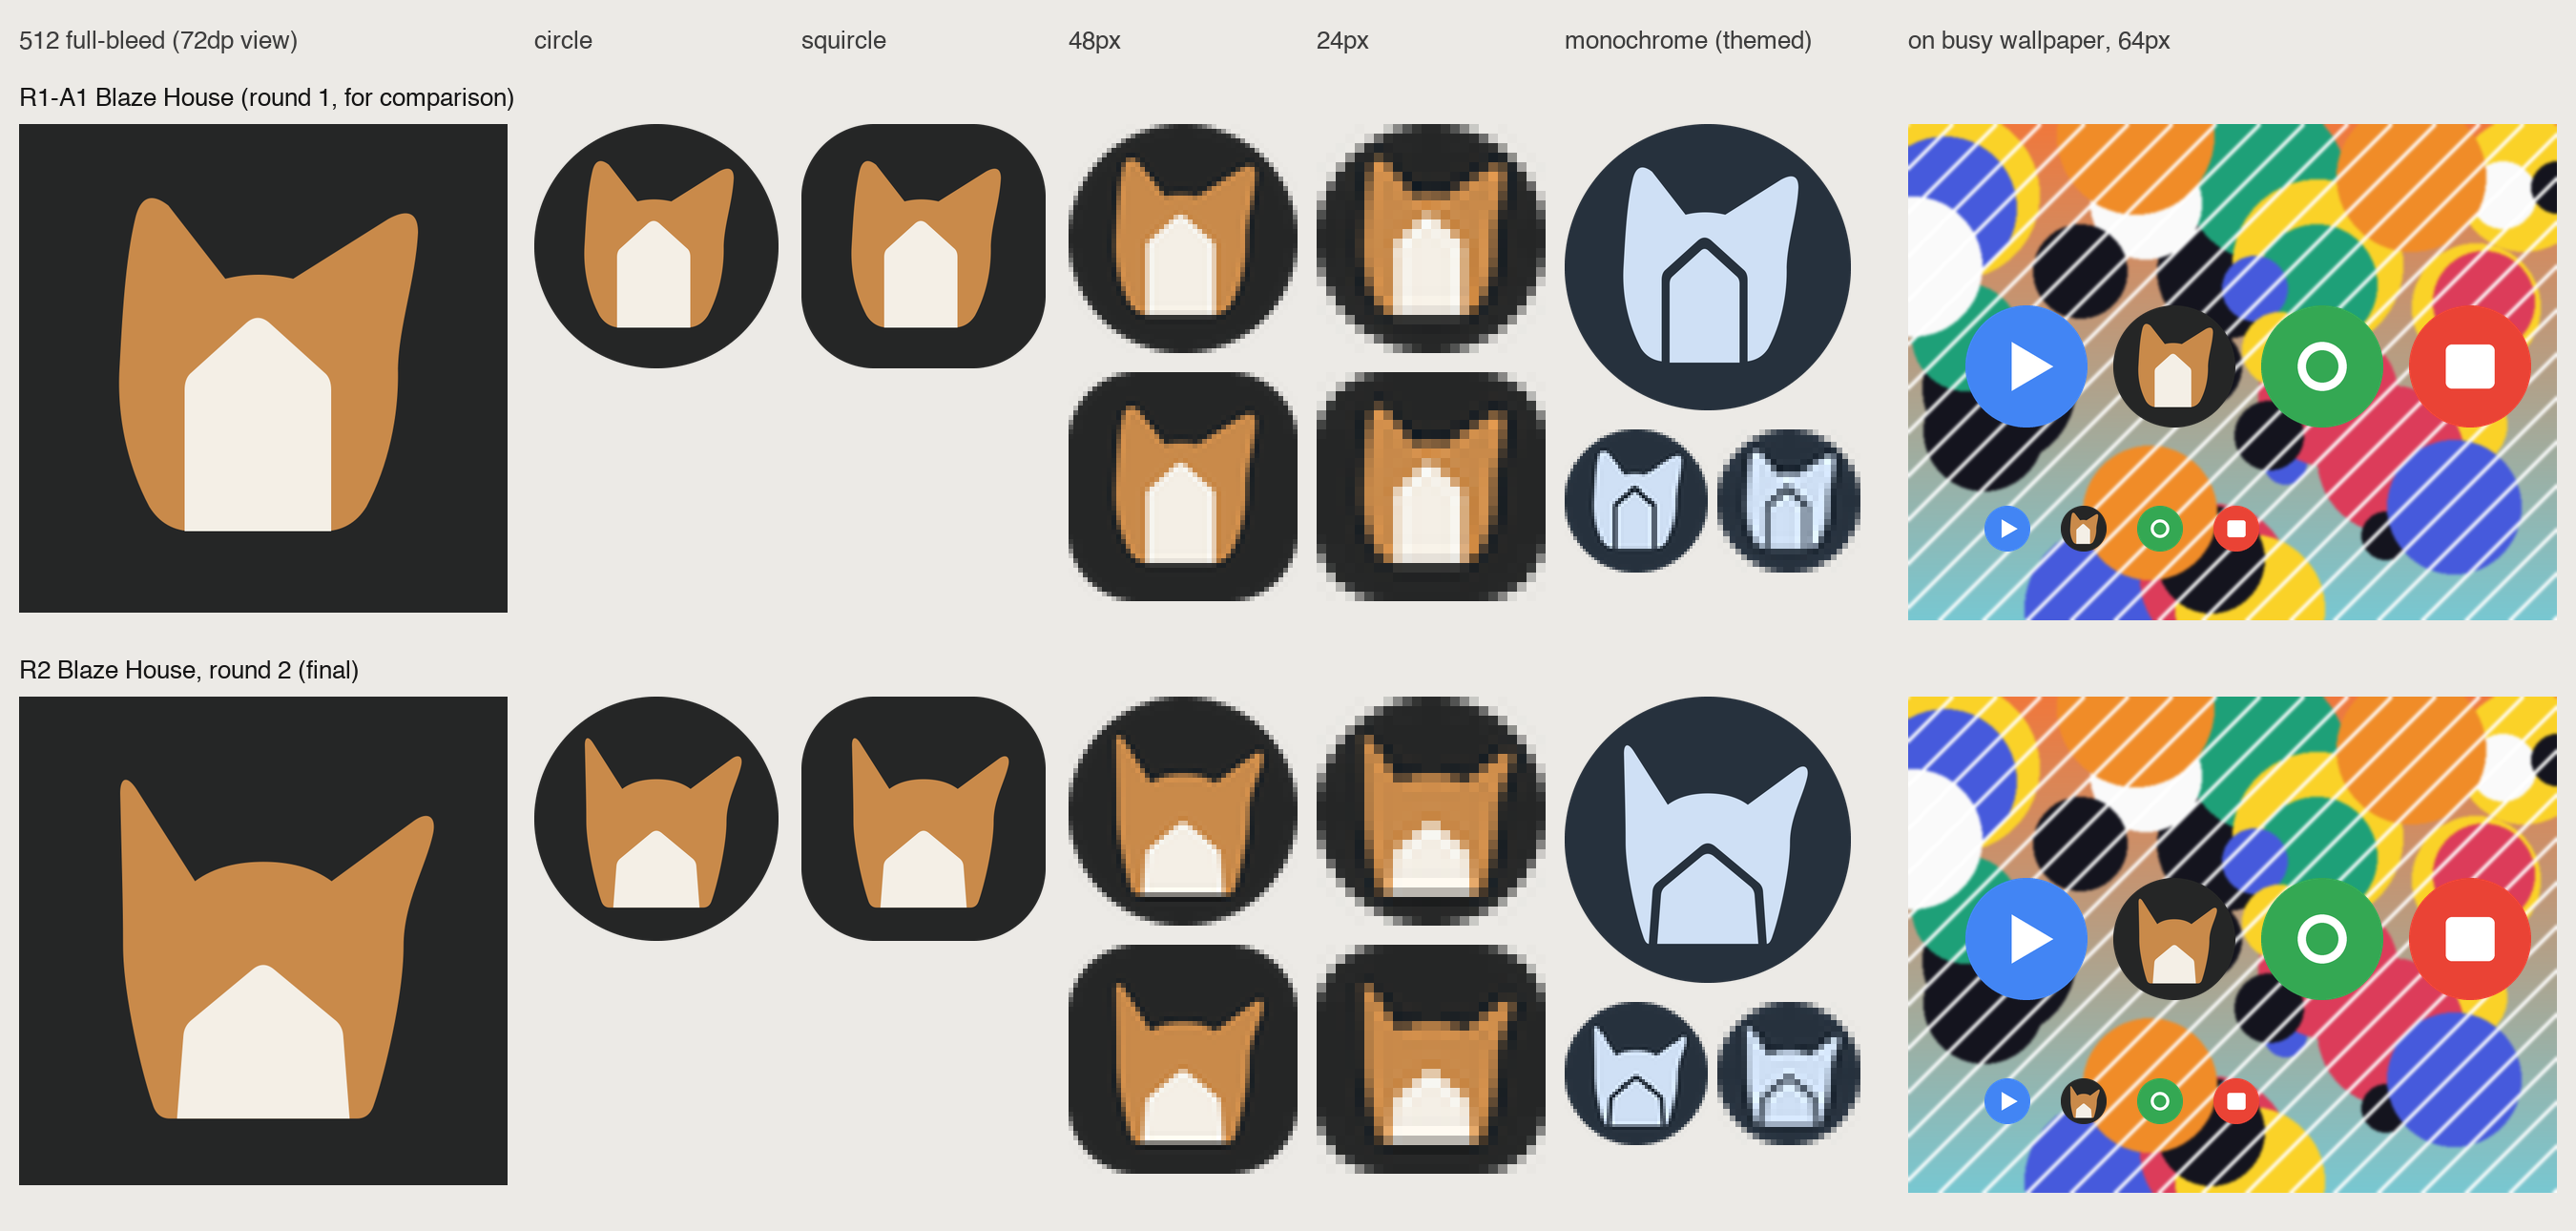 512 full-bleed (72dp view)
circle
squircle
48px
24px
monochrome (themed)
on busy wallpaper, 64px
R1-A1 Blaze House (round 1, for comparison)
R2 Blaze House, round 2 (final)